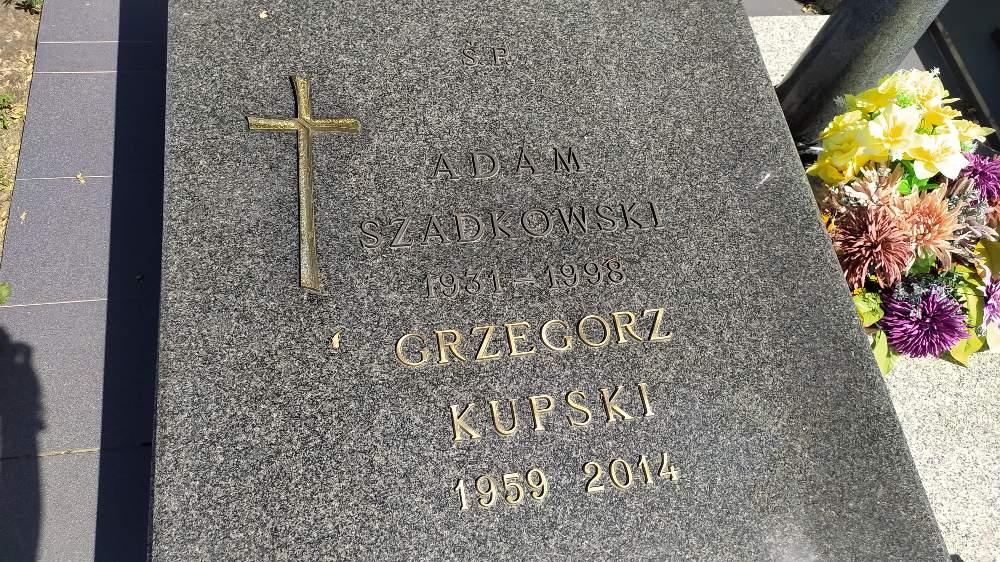 Ś. P.
ADAM
SZADKOWSKI
1931 – 1998
GRZEGORZ
KUPSKI
1959 2014